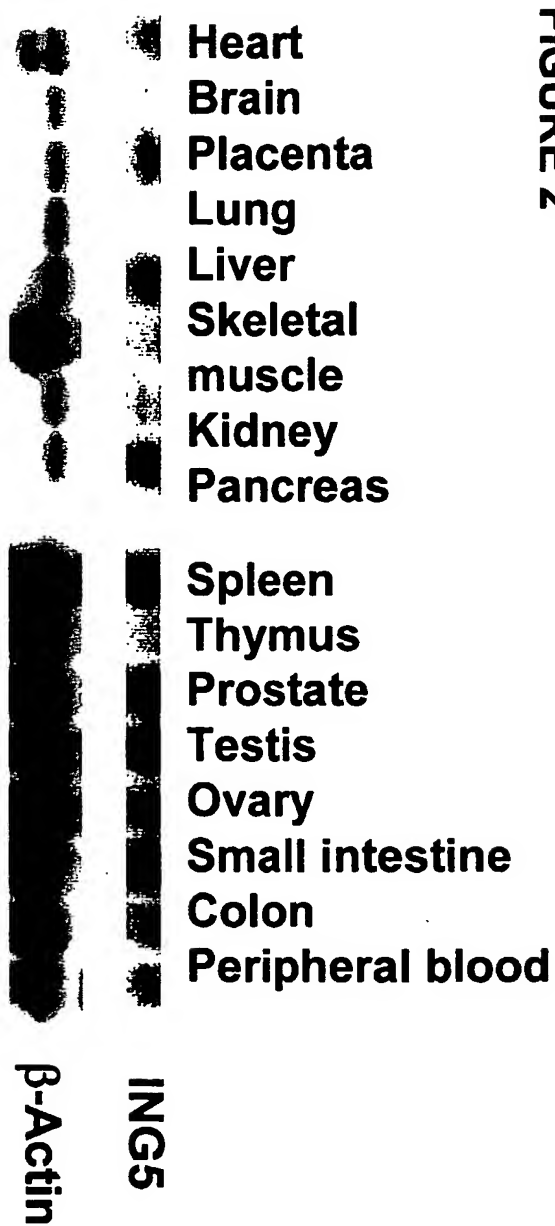 FIGURE 2
Heart
Brain
Placenta
Lung
Liver
Skeletal
muscle
Kidney
Pancreas
Spleen
Thymus
Prostate
Testis
Ovary
Small intestine
Colon
Peripheral blood
β-Actin
ING5